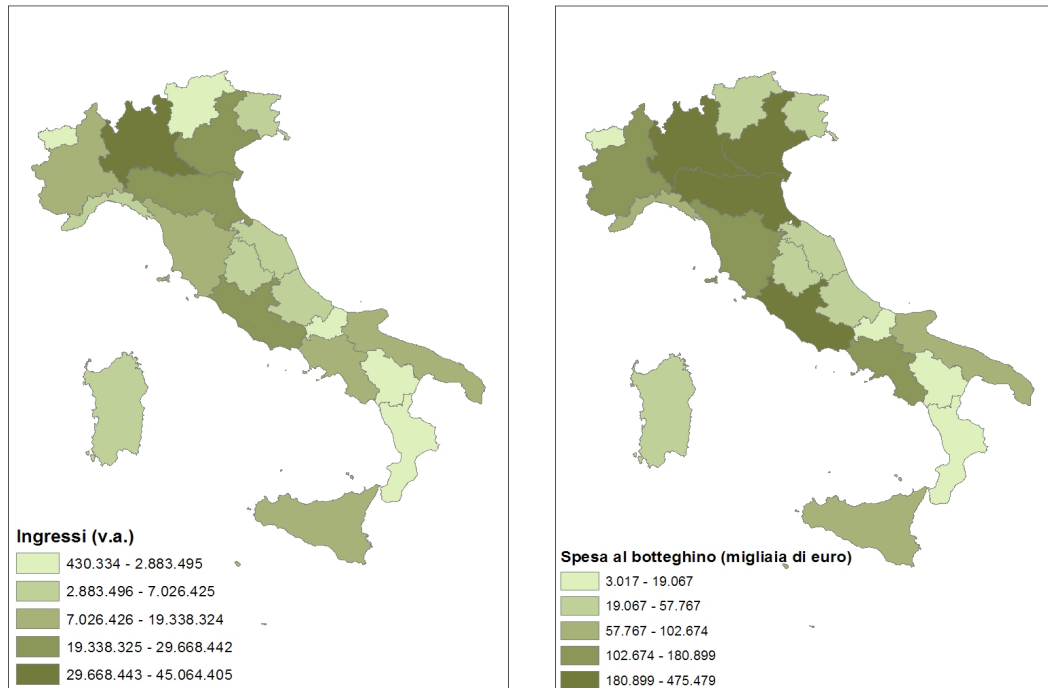 Ingressi (v.a.)
430.334 - 2.883.495
2.883.496 - 7.026.425
7.026.426 - 19.338.324
19.338.325 - 29.668.442
29.668.443 - 45.064.405
Spesa al botteghino (migliaia di euro)
3.017 - 19.067
19.067 - 57.767
57.767 - 102.674
102.674 - 180.899
180.899 - 475.479